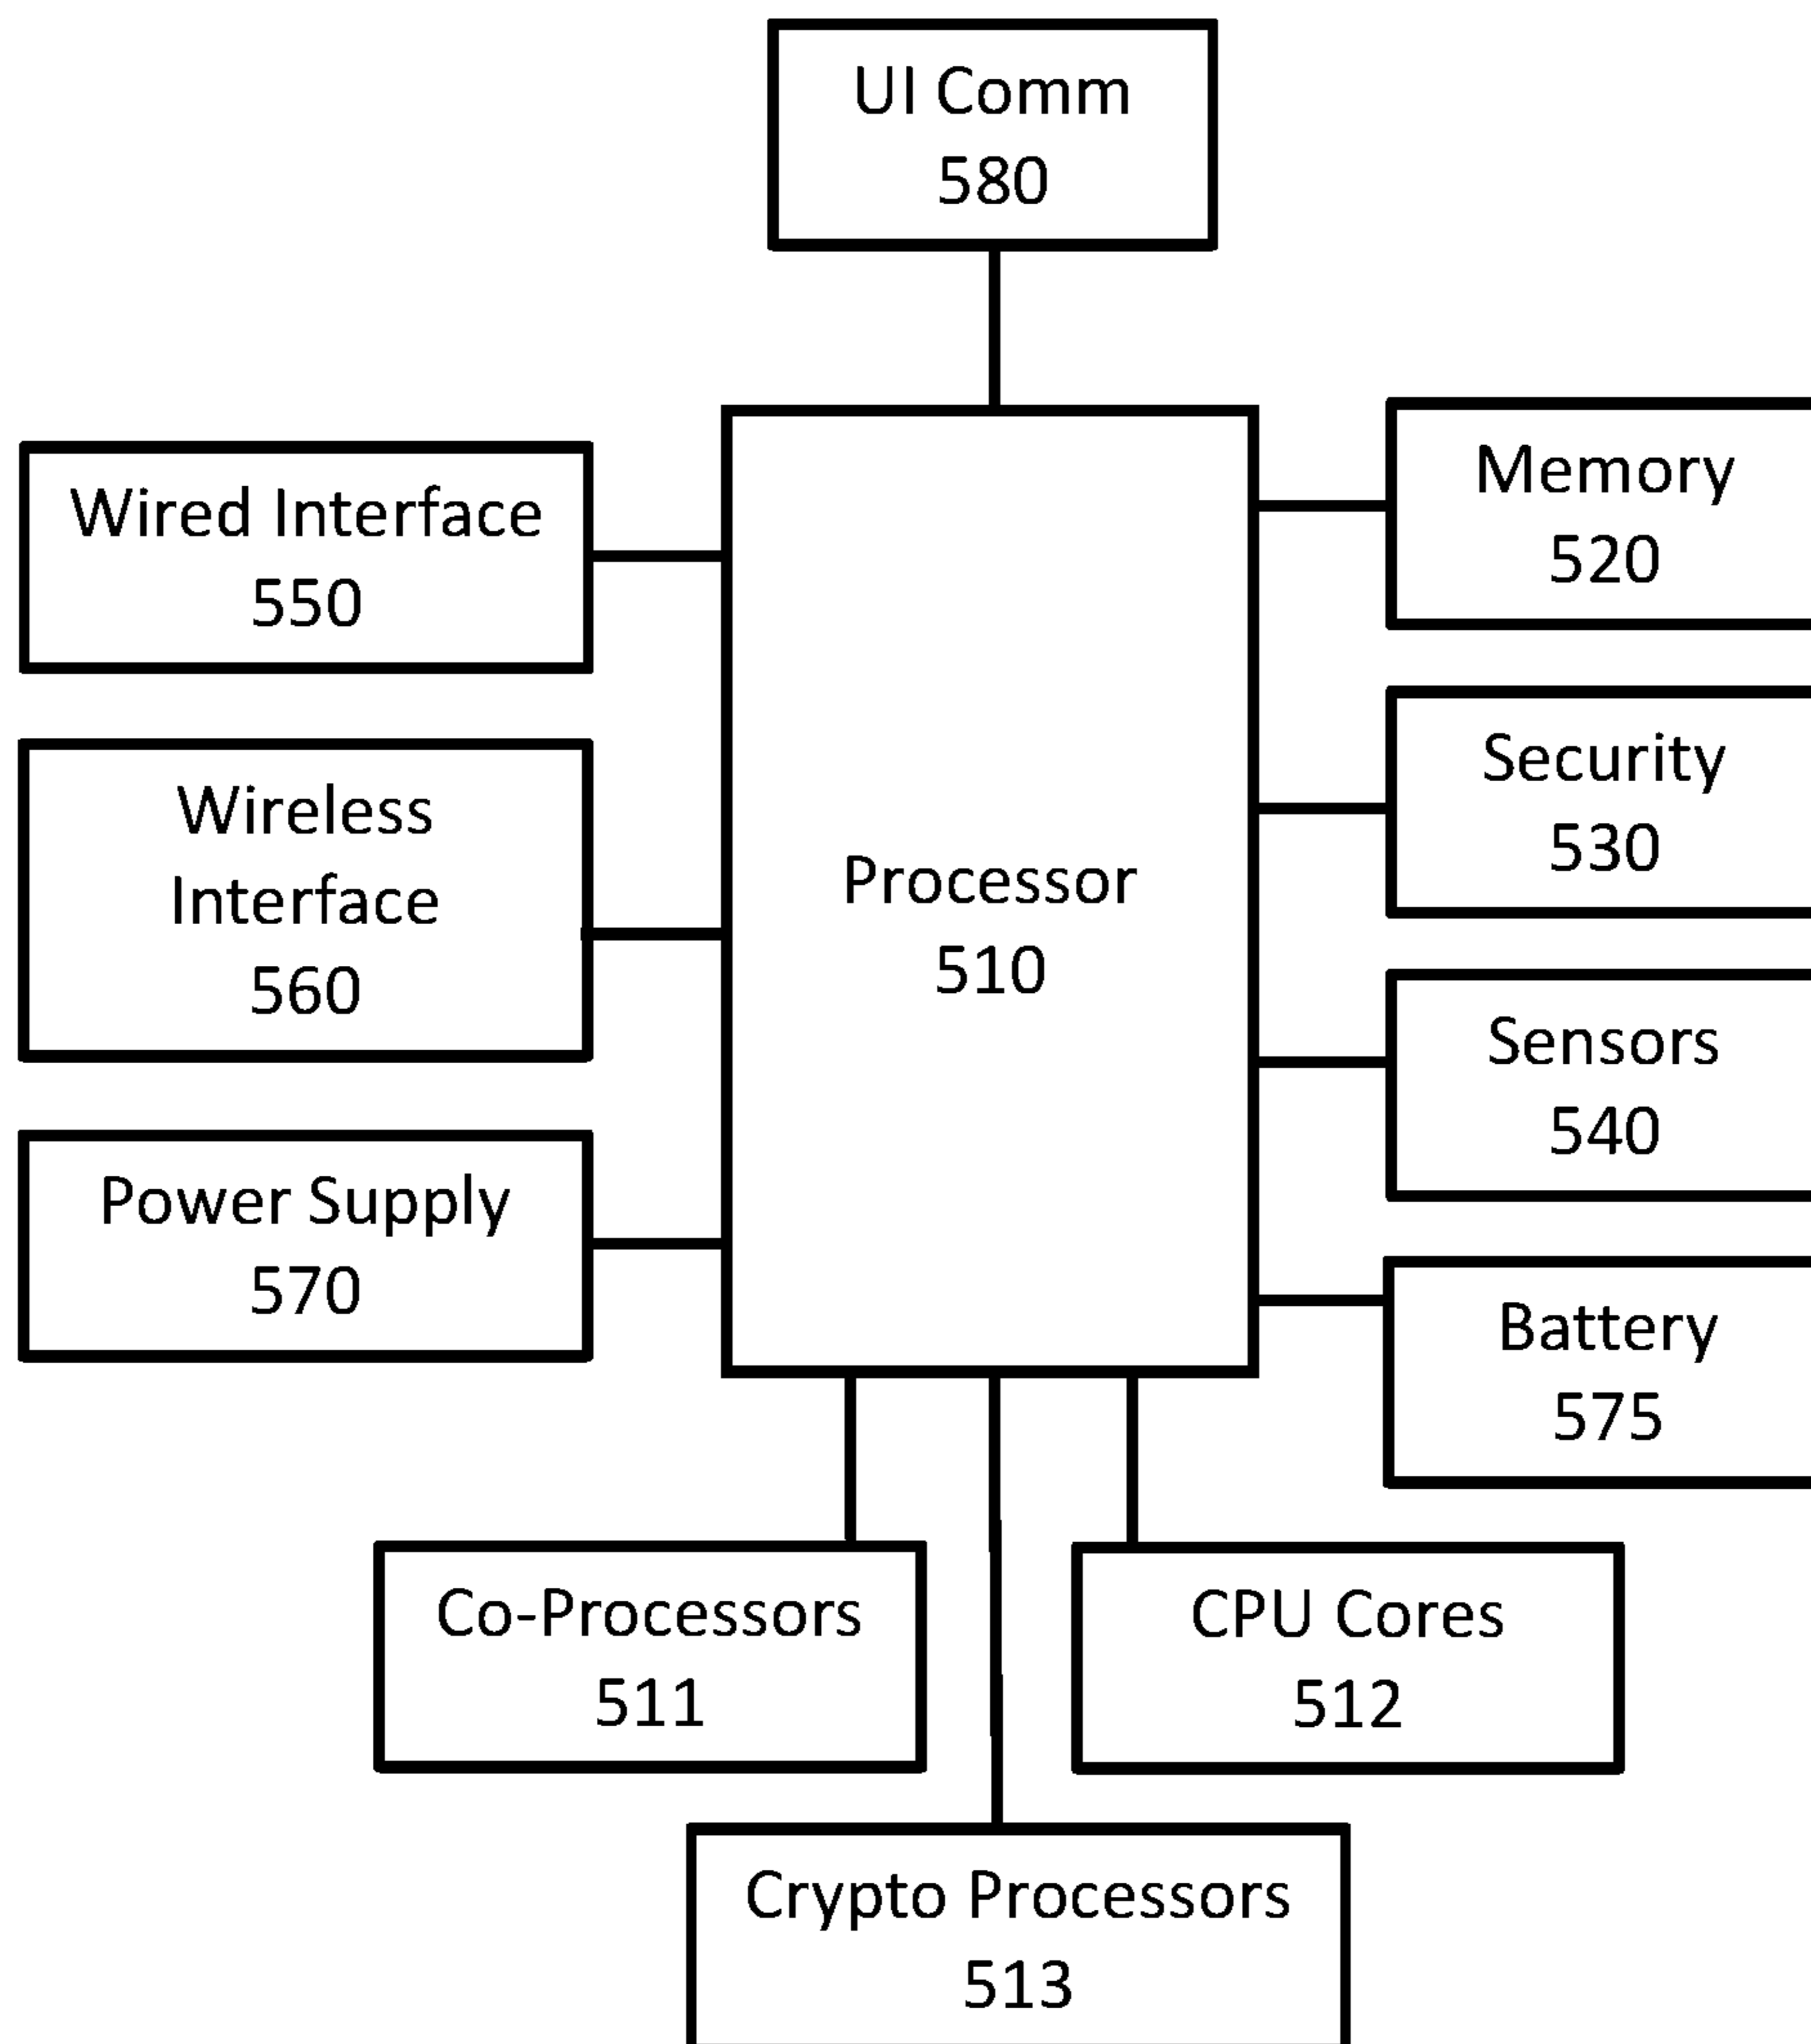 UI Comm
580
Wired Interface
550
Wireless
Interface
560
Power Supply
570
Processor
510
Memory
520
Security
530
Sensors
540
Battery
575
Co-Processors
511
CPU Cores
512
Crypto Processors
513